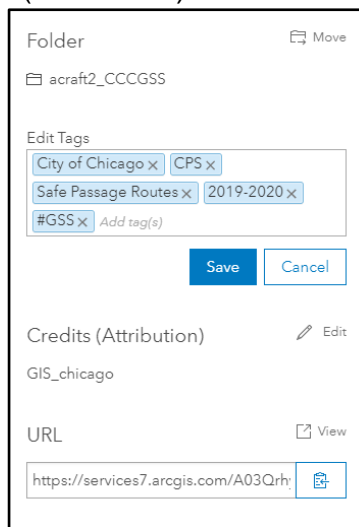 Folder Move
acraft2_CCCGSS
Edit Tags
City of Chicago x CPS x
Safe Passage Routes x 2019-2020 x
#GSS x Add tag(s)
Save Cancel
Credits (Attribution) Edit
GIS_chicago
URL View
https://services7.arcgis.com/A03Qrh